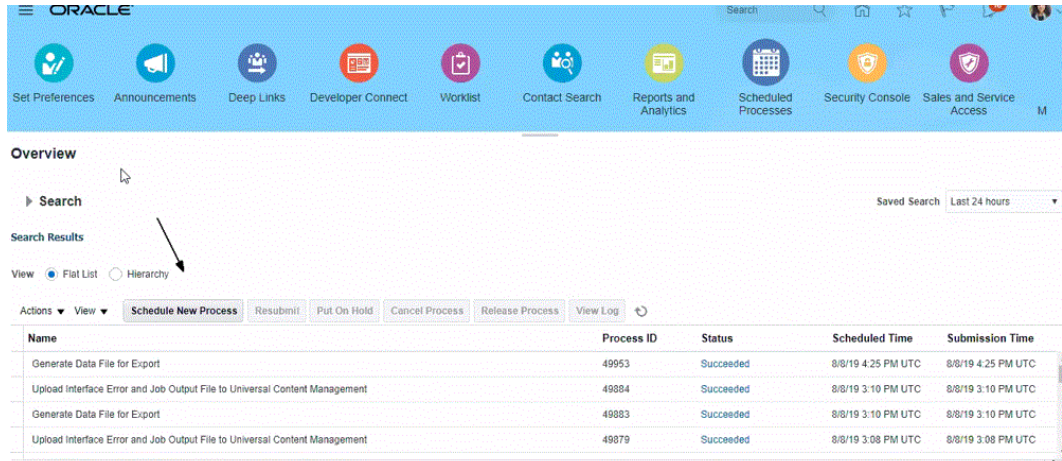 ORACLE
Search
Set Preferences Announcements Deep Links Developer Connect Worklist Contact Search Reports and Analytics Scheduled Processes Security Console Sales and Service Access M
Overview
Search
Saved Search Last 24 hours
Search Results
View Flat List Hierarchy
Actions View Schedule New Process Resubmit Put On Hold Cancel Process Release Process View Log
Name Process ID Status Scheduled Time Submission Time
Generate Data File for Export 49953 Succeeded 8/8/19 4:25 PM UTC 8/8/19 4:25 PM UTC
Upload Interface Error and Job Output File to Universal Content Management 49884 Succeeded 8/8/19 3:10 PM UTC 8/8/19 3:10 PM UTC
Generate Data File for Export 49883 Succeeded 8/8/19 3:10 PM UTC 8/8/19 3:10 PM UTC
Upload Interface Error and Job Output File to Universal Content Management 49879 Succeeded 8/8/19 3:08 PM UTC 8/8/19 3:08 PM UTC